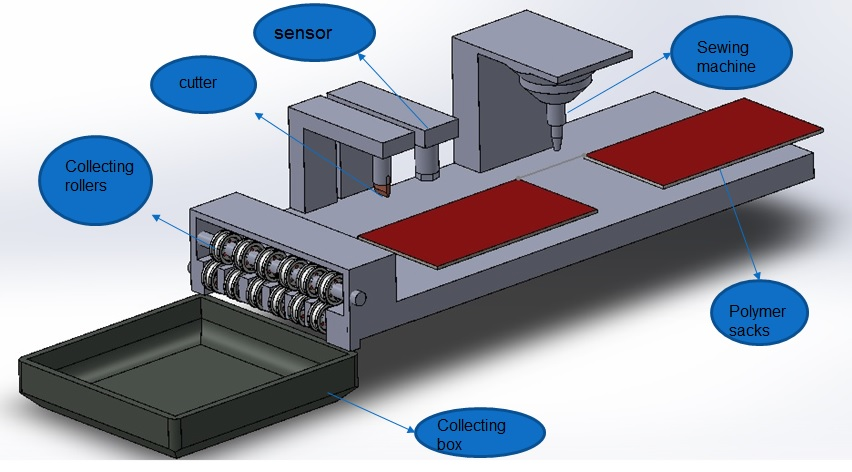 sensor
Sewing
machine
cutter
Collecting
rollers
Polymer
sacks
Collecting
box